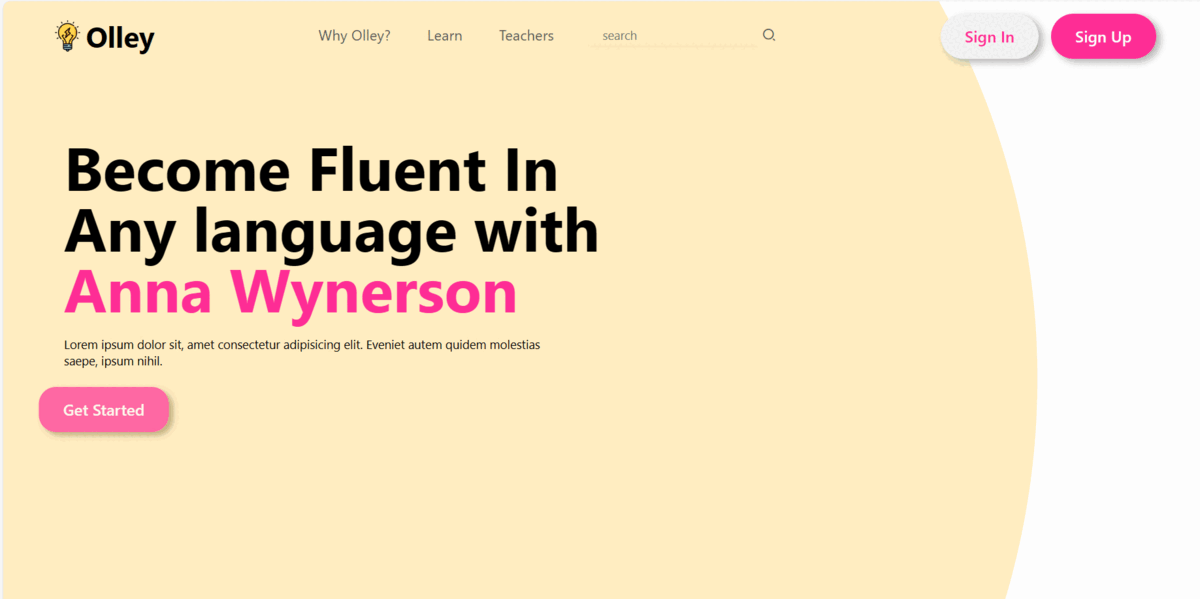 Olley
Why Olley?
Learn
Teachers
search
Sign In
Sign Up
Become Fluent In
Any language with
Anna Wynerson
Lorem ipsum dolor sit, amet consectetur adipisicing elit. Eveniet autem quidem molestias
saepe, ipsum nihil.
Get Started